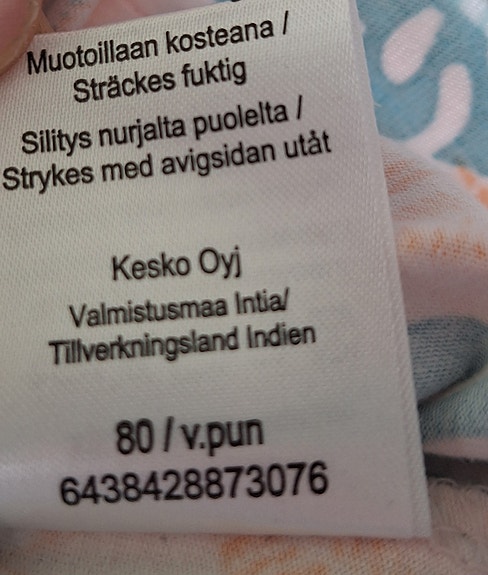 Muotoillaan kosteana /
Sträckes fuktig
Silitys nurjalta puolelta /
Strykes med avigsidan utåt
Kesko Oyj
Valmistusmaa Intia/
Tillverkningsland Indien
80 / v.pun
6438428873076